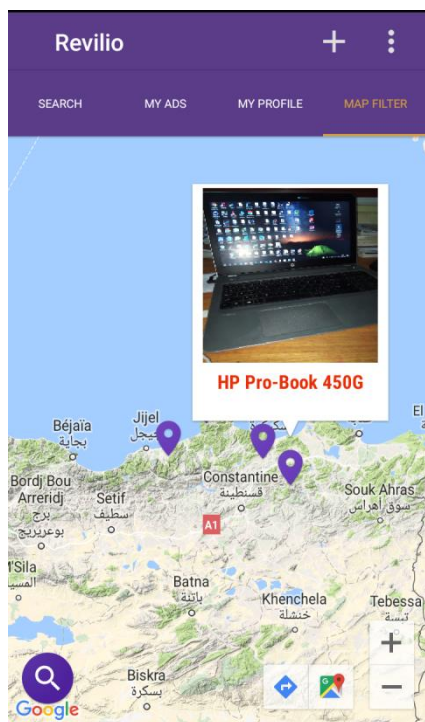 Revilio
SEARCH
MY ADS
MY PROFILE
MAP FILTER
HP Pro-Book 450G
Béjaïa
بجاية
Jijel
جيجل
سكيكدة
El
Constantine
قسنطينة
Bordj Bou
Arreridj
برج
بوعريريج
Setif
سطيف
Souk Ahras
سوق أهراس
A1
M'Sila
المسيلة
Batna
باتنة
Khenchela
خنشلة
Tebessa
تبسة
Biskra
بسكرة
Google